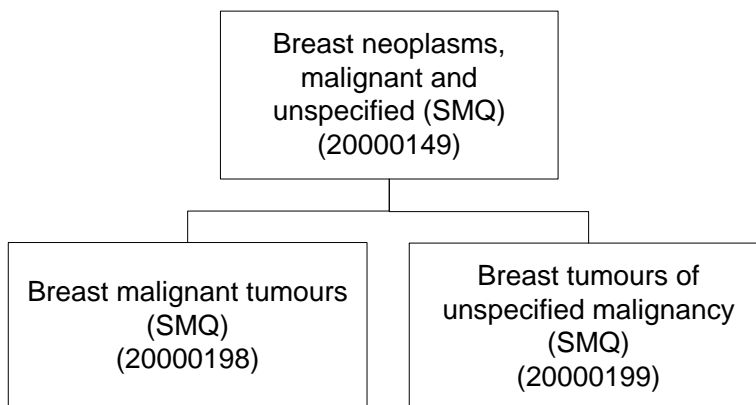 Breast neoplasms,
malignant and
unspecified (SMQ)
(20000149)
Breast malignant tumours
(SMQ)
(20000198)
Breast tumours of
unspecified malignancy
(SMQ)
(20000199)